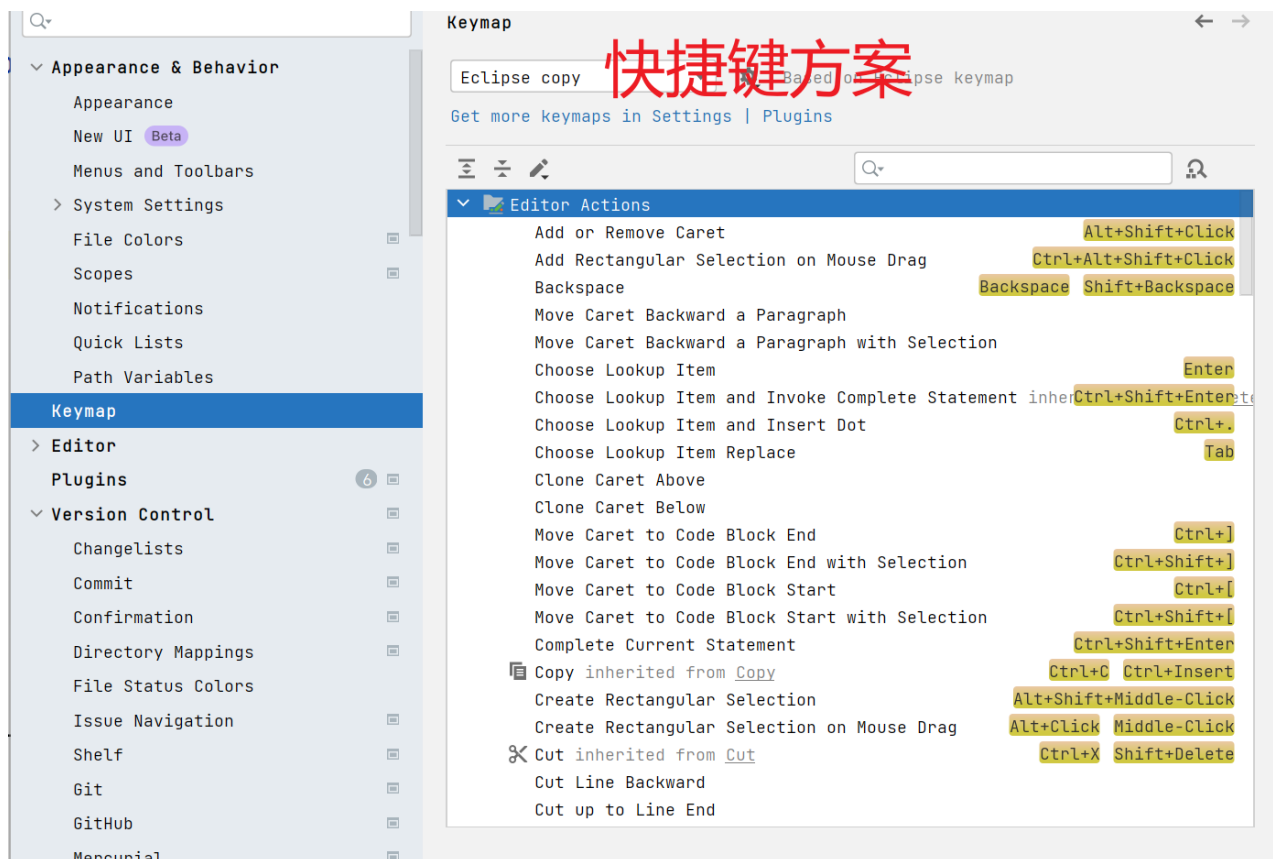 Appearance & Behavior
Appearance
New UI Beta
Menus and Toolbars
System Settings
File Colors
Scopes
Notifications
Quick Lists
Path Variables
Keymap
Editor
Plugins 6
Version Control
Changelists
Commit
Confirmation
Directory Mappings
File Status Colors
Issue Navigation
Shelf
Git
GitHub
Mercurial
Keymap
快捷键方案
Eclipse copy Based on Eclipse keymap
Get more keymaps in Settings | Plugins
Editor Actions
Add or Remove Caret Alt+Shift+Click
Add Rectangular Selection on Mouse Drag Ctrl+Alt+Shift+Click
Backspace Backspace Shift+Backspace
Move Caret Backward a Paragraph
Move Caret Backward a Paragraph with Selection
Choose Lookup Item Enter
Choose Lookup Item and Invoke Complete Statement Ctrl+Shift+Enter
Choose Lookup Item and Insert Dot Ctrl+.
Choose Lookup Item Replace Tab
Clone Caret Above
Clone Caret Below
Move Caret to Code Block End Ctrl+]
Move Caret to Code Block End with Selection Ctrl+Shift+]
Move Caret to Code Block Start Ctrl+[
Move Caret to Code Block Start with Selection Ctrl+Shift+[
Complete Current Statement Ctrl+Shift+Enter
Copy inherited from Copy Ctrl+C Ctrl+Insert
Create Rectangular Selection Alt+Shift+Middle-Click
Create Rectangular Selection on Mouse Drag Alt+Click Middle-Click
Cut inherited from Cut Ctrl+X Shift+Delete
Cut Line Backward
Cut up to Line End